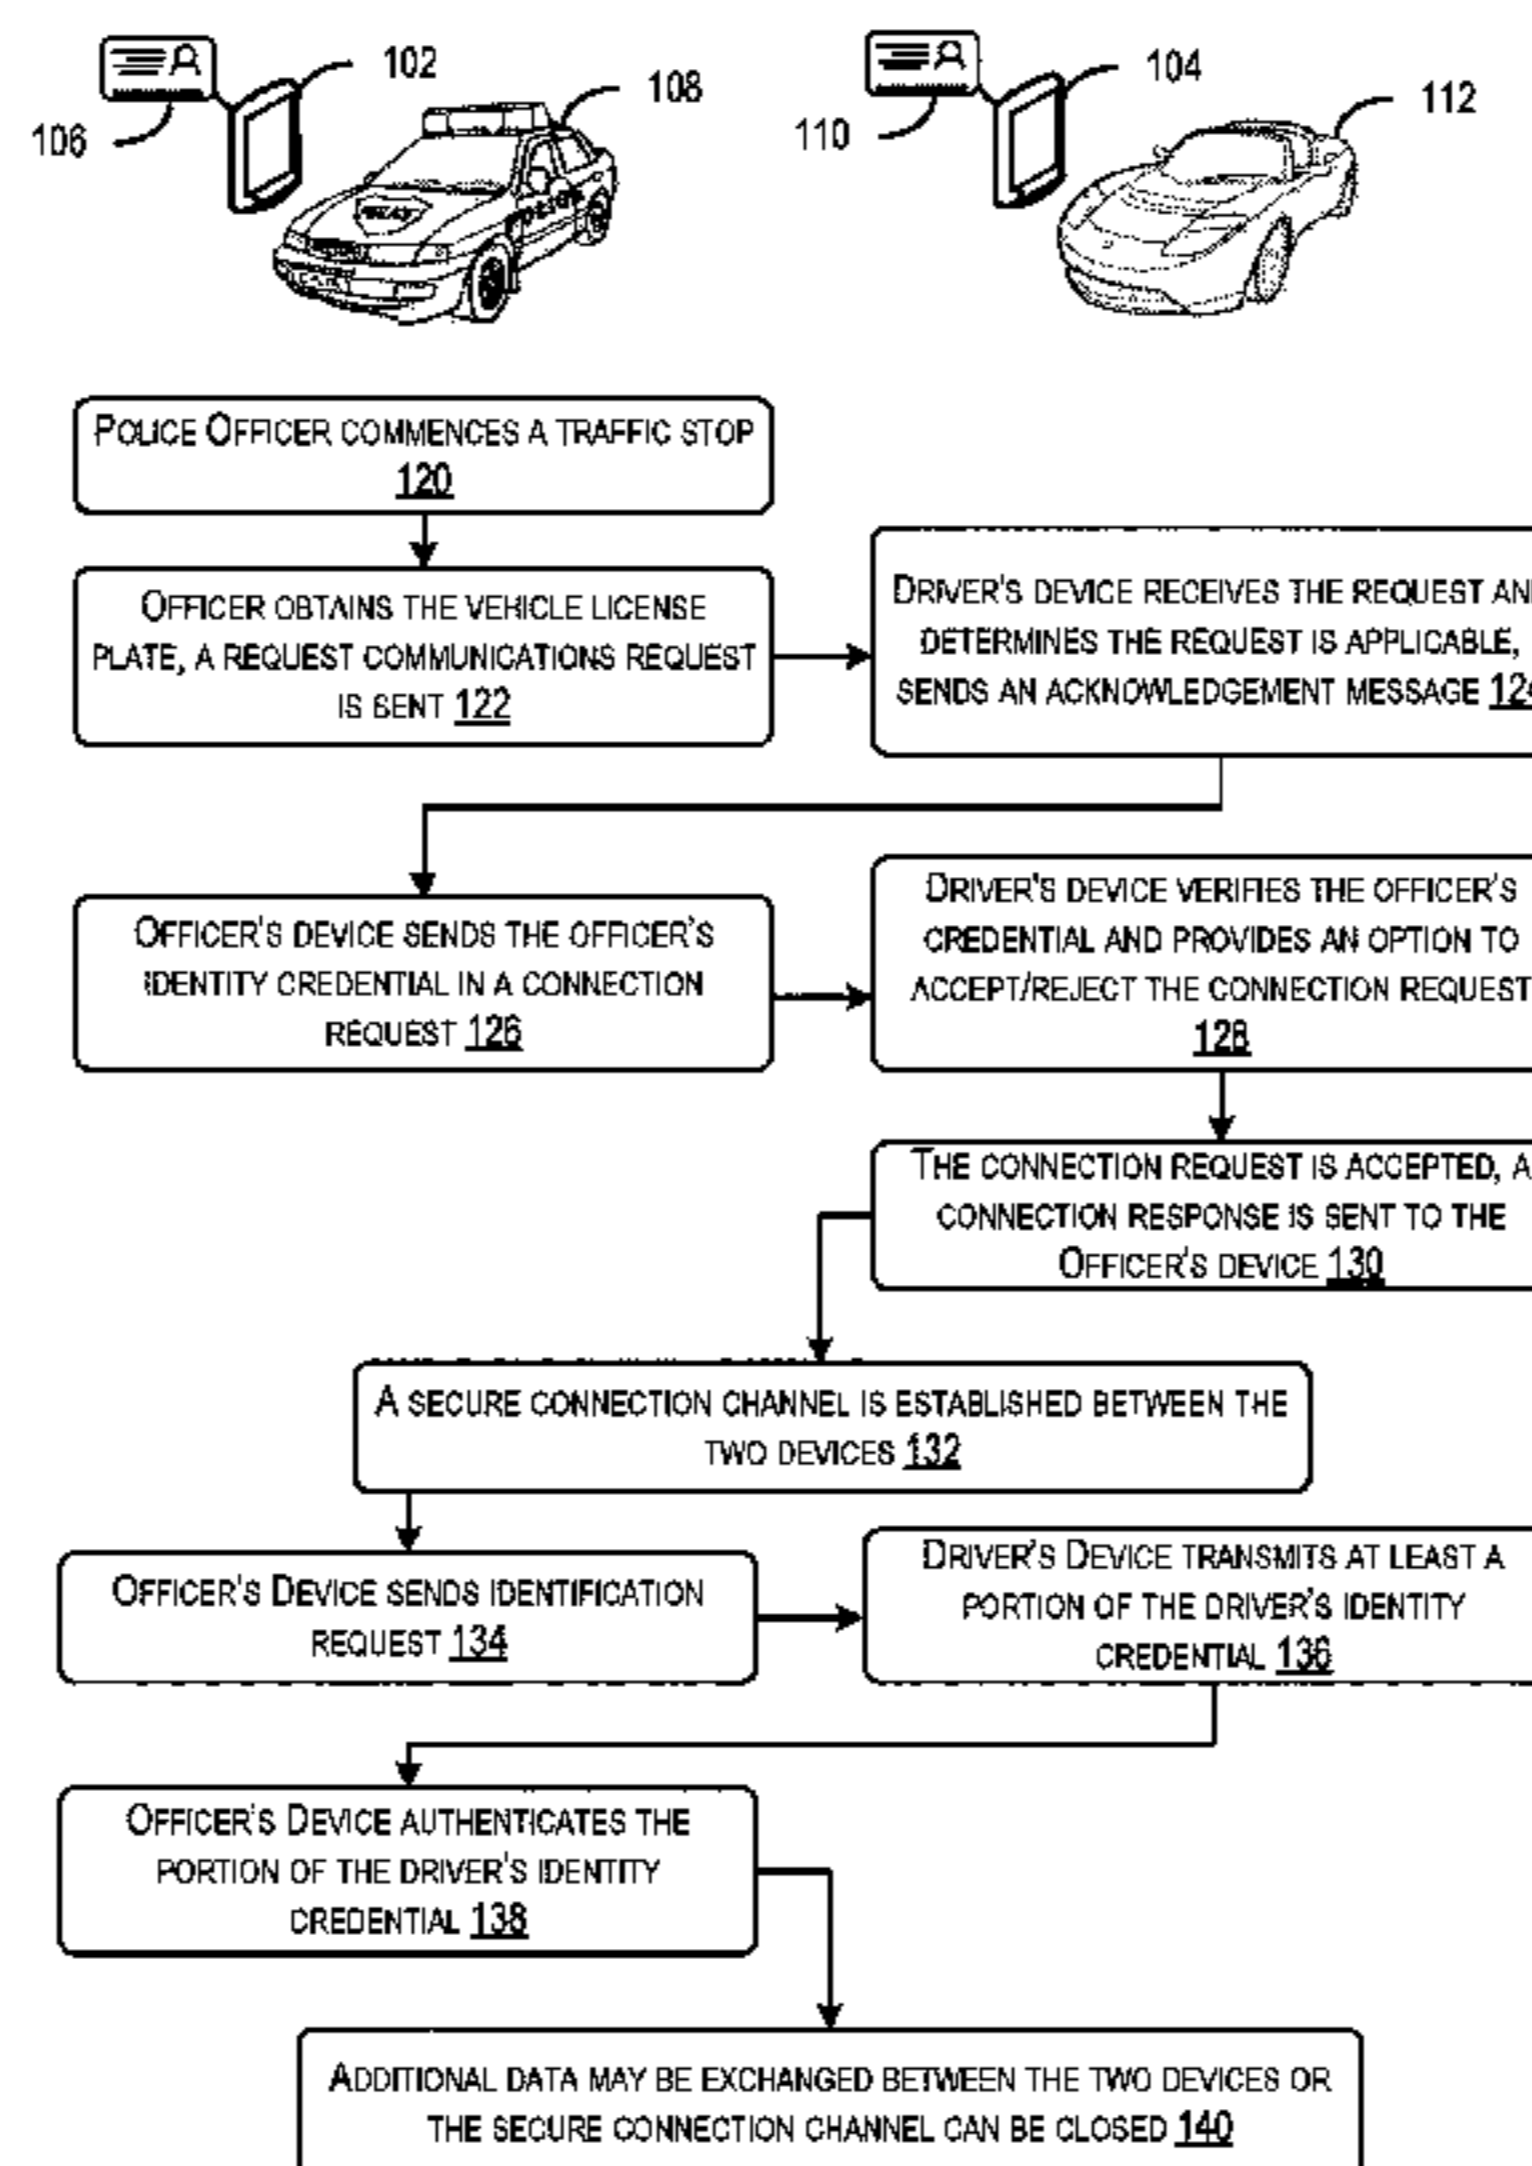 102
108
106
104
112
110
POLICE
POLICE OFFICER COMMENCES A TRAFFIC STOP
120
OFFICER OBTAINS THE VEHICLE LICENSE
PLATE, A REQUEST COMMUNICATIONS REQUEST
IS SENT 122
DRIVER'S DEVICE RECEIVES THE REQUEST AN
DETERMINES THE REQUEST IS APPLICABLE,
SENDS AN ACKNOWLEDGEMENT MESSAGE 124
OFFICER'S DEVICE SENDS THE OFFICER'S
IDENTITY CREDENTIAL IN A CONNECTION
REQUEST 126
DRIVER'S DEVICE VERIFIES THE OFFICER'S
CREDENTIAL AND PROVIDES AN OPTION TO
ACCEPT/REJECT THE CONNECTION REQUEST
128
THE CONNECTION REQUEST IS ACCEPTED, A
CONNECTION RESPONSE IS SENT TO THE
OFFICER'S DEVICE 130
A SECURE CONNECTION CHANNEL IS ESTABLISHED BETWEEN THE
TWO DEVICES 132
OFFICER'S DEVICE SENDS IDENTIFICATION
REQUEST 134
DRIVER'S DEVICE TRANSMITS AT LEAST A
PORTION OF THE DRIVER'S IDENTITY
CREDENTIAL 136
OFFICER'S DEVICE AUTHENTICATES THE
PORTION OF THE DRIVER'S IDENTITY
CREDENTIAL 138
ADDITIONAL DATA MAY BE EXCHANGED BETWEEN THE TWO DEVICES OR
THE SECURE CONNECTION CHANNEL CAN BE CLOSED 140